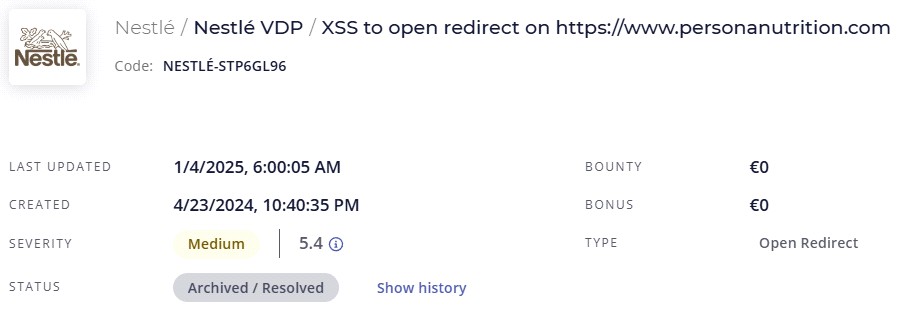 Nestlé
Nestlé / Nestlé VDP / XSS to open redirect on https://www.personanutrition.com
Code: NESTLÉ-STP6GL96
LAST UPDATED 1/4/2025, 6:00:05 AM BOUNTY €0
CREATED 4/23/2024, 10:40:35 PM BONUS €0
SEVERITY Medium 5.4 TYPE Open Redirect
STATUS Archived / Resolved Show history